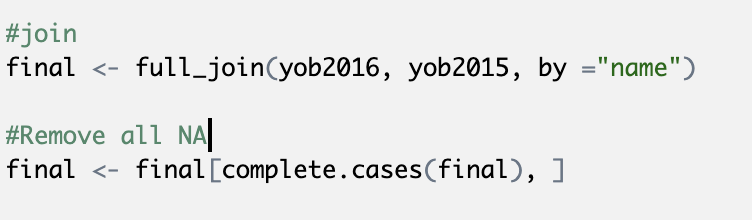 #join
final <- full_join(yob2016, yob2015, by ="name")
#Remove all NA
final <- final[complete.cases(final), ]